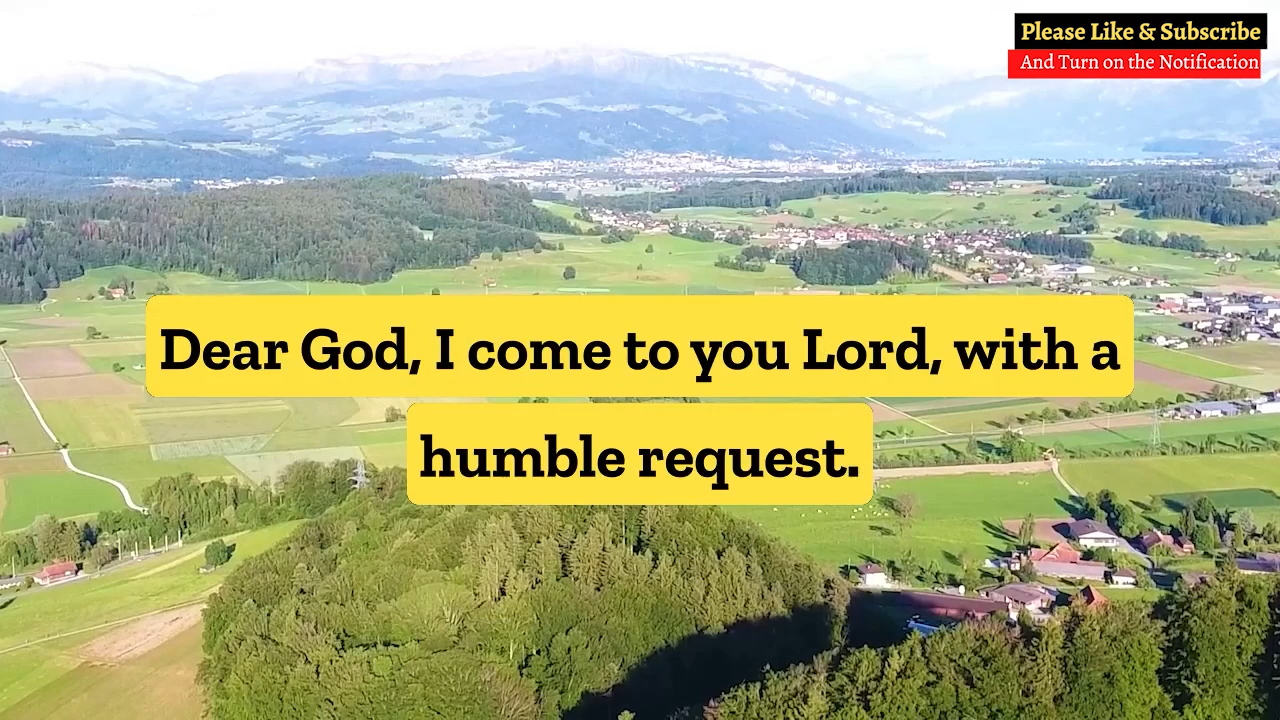 Please Like & Subscribe
And Turn on the Notification
Dear God, I come to you Lord, with a
humble request.